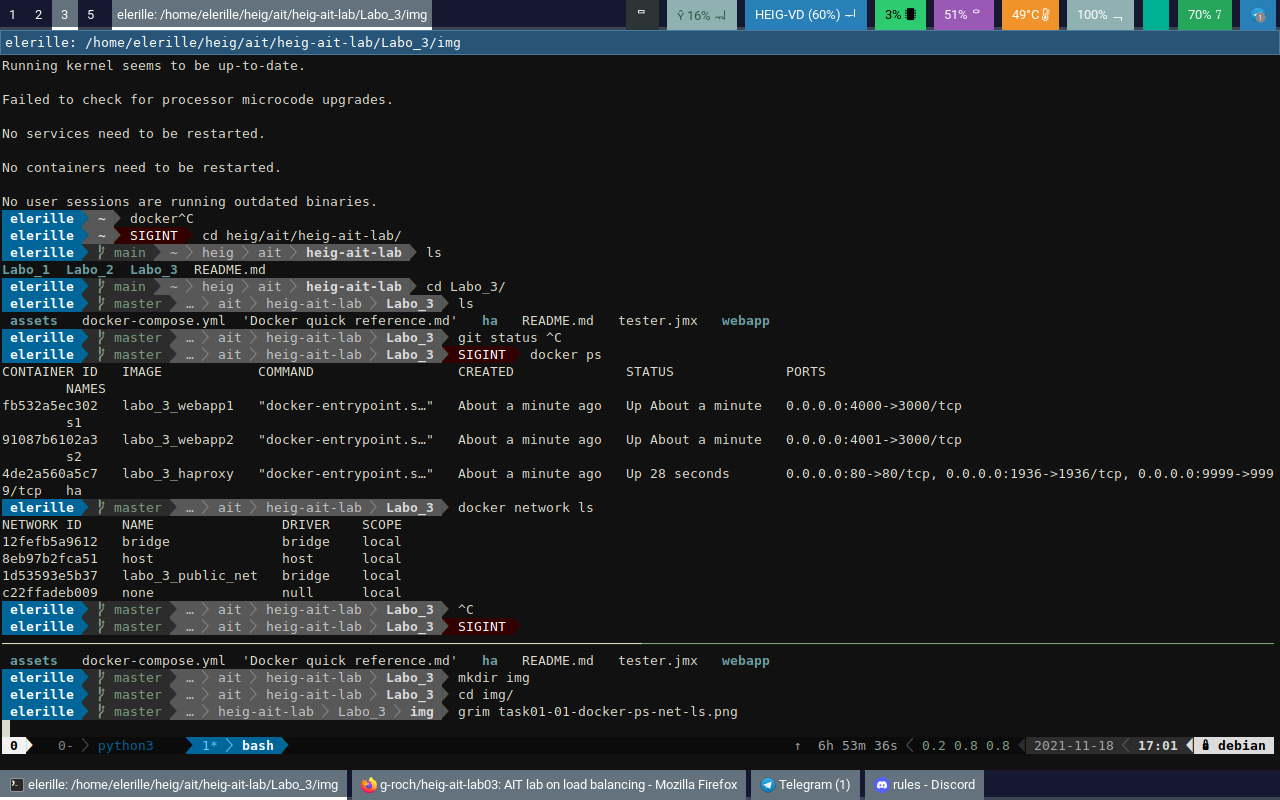 1 2 3 5 elerille: /home/elerille/heig/ait/heig-ait-lab/Labo_3/img 16% HEIG-VD (60%) 3% 51% 49°C 100% 70%
elerille: /home/elerille/heig/ait/heig-ait-lab/Labo_3/img
Running kernel seems to be up-to-date.
Failed to check for processor microcode upgrades.
No services need to be restarted.
No containers need to be restarted.
No user sessions are running outdated binaries.
elerille ~ docker^C
elerille ~ SIGINT cd heig/ait/heig-ait-lab/
elerille main ~ heig ait heig-ait-lab ls
Labo_1 Labo_2 Labo_3 README.md
elerille main ~ heig ait heig-ait-lab cd Labo_3/
elerille master … ait heig-ait-lab Labo_3 ls
assets docker-compose.yml 'Docker quick reference.md' ha README.md tester.jmx webapp
elerille master … ait heig-ait-lab Labo_3 git status ^C
elerille master … ait heig-ait-lab Labo_3 SIGINT docker ps
CONTAINER ID IMAGE COMMAND CREATED STATUS PORTS
NAMES
fb532a5ec302 labo_3_webapp1 "docker-entrypoint.s…" About a minute ago Up About a minute 0.0.0.0:4000->3000/tcp
s1
91087b6102a3 labo_3_webapp2 "docker-entrypoint.s…" About a minute ago Up About a minute 0.0.0.0:4001->3000/tcp
s2
4de2a560a5c7 labo_3_haproxy "docker-entrypoint.s…" About a minute ago Up 28 seconds 0.0.0.0:80->80/tcp, 0.0.0.0:1936->1936/tcp, 0.0.0.0:9999->999
9/tcp ha
elerille master … ait heig-ait-lab Labo_3 docker network ls
NETWORK ID NAME DRIVER SCOPE
12fefb5a9612 bridge bridge local
8eb97b2fca51 host host local
1d53593e5b37 labo_3_public_net bridge local
c22ffadeb009 none null local
elerille master … ait heig-ait-lab Labo_3 ^C
elerille master … ait heig-ait-lab Labo_3 SIGINT
assets docker-compose.yml 'Docker quick reference.md' ha README.md tester.jmx webapp
elerille master … ait heig-ait-lab Labo_3 mkdir img
elerille master … ait heig-ait-lab Labo_3 cd img/
elerille master … heig-ait-lab Labo_3 img grim task01-01-docker-ps-net-ls.png
0 0- python3 1* bash ↑ 6h 53m 36s 0.2 0.8 0.8 2021-11-18 17:01 debian
elerille: /home/elerille/heig/ait/heig-ait-lab/Labo_3/img g-roch/heig-ait-lab03: AIT lab on load balancing - Mozilla Firefox Telegram (1) rules - Discord